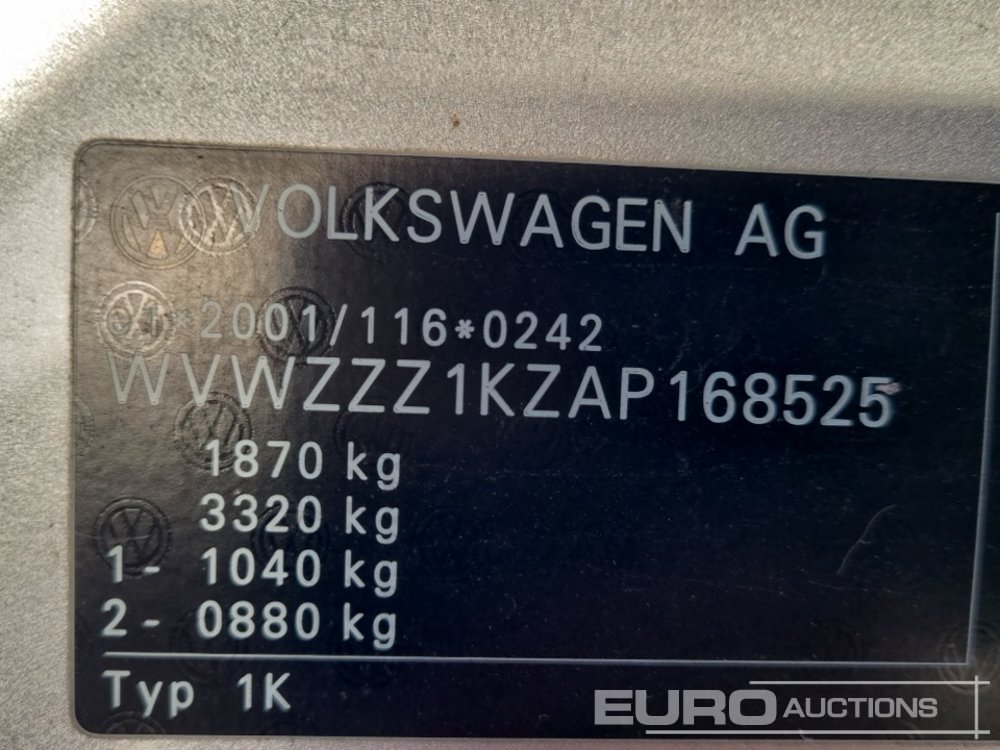 VOLKSWAGEN AG
e1*2001/116*0242
WVWZZZ1KZAP168525
1870 kg
3320 kg
1- 1040 kg
2- 0880 kg
Typ 1K
EURO AUCTIONS